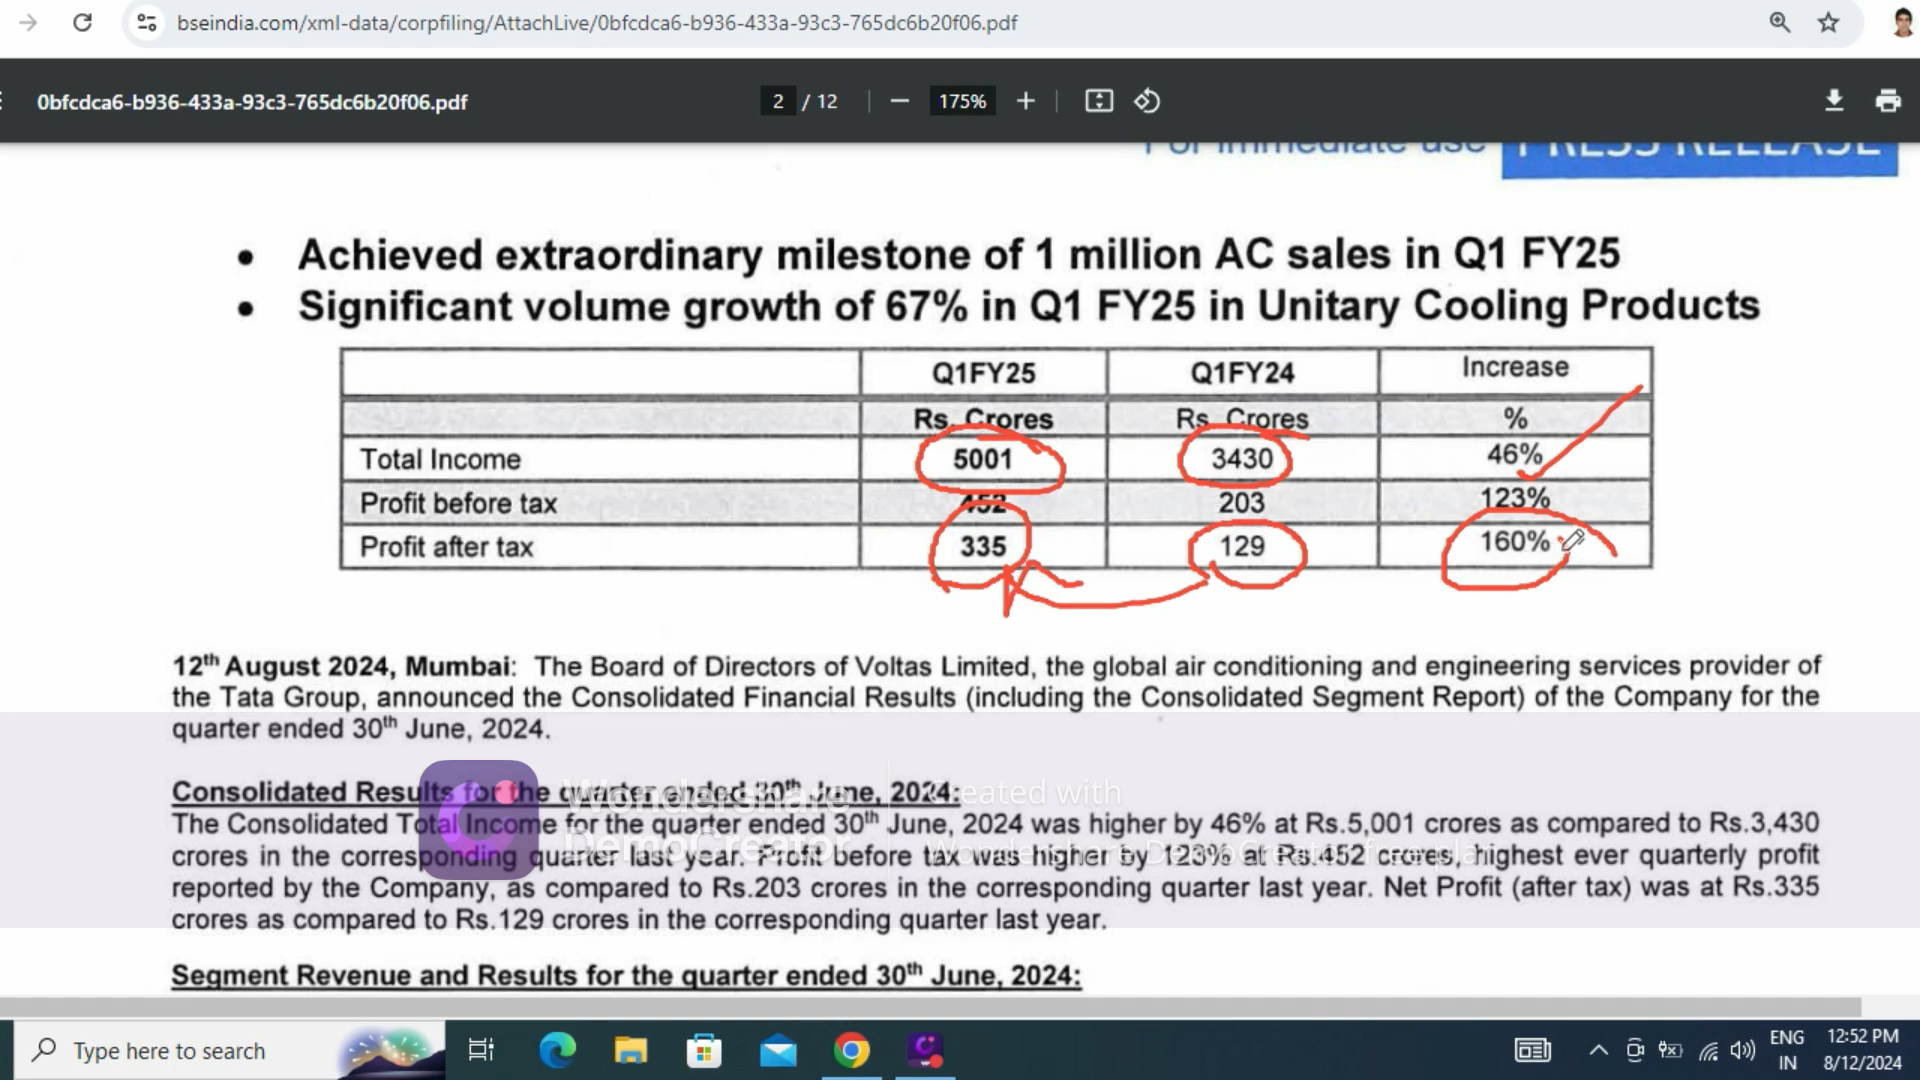 bseindia.com/xml-data/corpfiling/AttachLive/0bfcdca6-b936-433a-93c3-765dc6b20f06.pdf
0bfcdca6-b936-433a-93c3-765dc6b20f06.pdf
2 / 12
175%
For immediate use PRESS RELEASE
• Achieved extraordinary milestone of 1 million AC sales in Q1 FY25
• Significant volume growth of 67% in Q1 FY25 in Unitary Cooling Products
Q1FY25 Q1FY24 Increase
Rs. Crores Rs. Crores %
Total Income 5001 3430 46%
Profit before tax 452 203 123%
Profit after tax 335 129 160%
12th August 2024, Mumbai: The Board of Directors of Voltas Limited, the global air conditioning and engineering services provider of
the Tata Group, announced the Consolidated Financial Results (including the Consolidated Segment Report) of the Company for the
quarter ended 30th June, 2024.
Consolidated Results for the quarter ended 30th June, 2024:
The Consolidated Total Income for the quarter ended 30th June, 2024 was higher by 46% at Rs.5,001 crores as compared to Rs.3,430
crores in the corresponding quarter last year. Profit before tax was higher by 123% at Rs.452 crores, highest ever quarterly profit
reported by the Company, as compared to Rs.203 crores in the corresponding quarter last year. Net Profit (after tax) was at Rs.335
crores as compared to Rs.129 crores in the corresponding quarter last year.
Wondershare
DemoCreator
Created with
Wondershare DemoCreator free plan
Segment Revenue and Results for the quarter ended 30th June, 2024:
Type here to search
ENG
IN
12:52 PM
8/12/2024